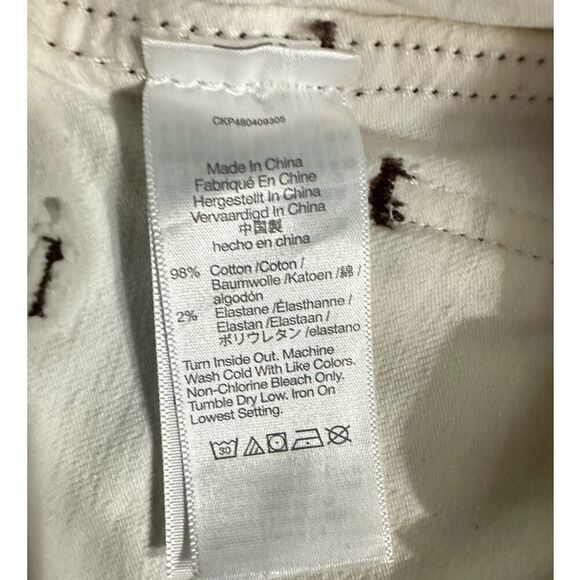 CKP480409305
Made In China
Fabriqué En Chine
Hergestellt In China
Vervaardigd In China
中国製
hecho en china
98% Cotton /Coton /
Baumwolle /Katoen /綿 /
algodón
2% Elastane /Élasthanne /
Elastan /Elastaan /
ポリウレタン /elastano
Turn Inside Out. Machine
Wash Cold With Like Colors.
Non-Chlorine Bleach Only.
Tumble Dry Low. Iron On
Lowest Setting.
30